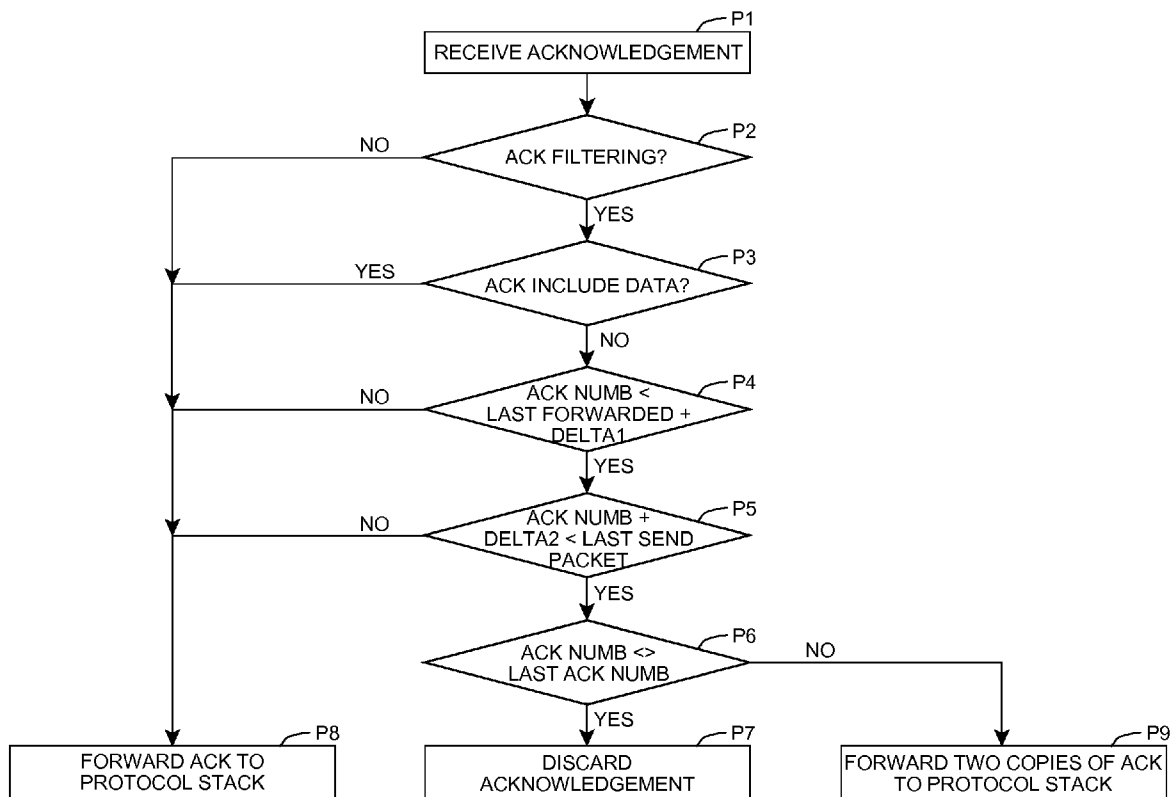 P1
RECEIVE ACKNOWLEDGEMENT
P2
NO
ACK FILTERING?
YES
P3
YES
ACK INCLUDE DATA?
NO
P4
NO
ACK NUMB <
LAST FORWARDED +
DELTA1
YES
P5
NO
ACK NUMB +
DELTA2 < LAST SEND
PACKET
YES
P6
ACK NUMB <>
LAST ACK NUMB
NO
YES
P8
FORWARD ACK TO
PROTOCOL STACK
P7
DISCARD
ACKNOWLEDGEMENT
P9
FORWARD TWO COPIES OF ACK
TO PROTOCOL STACK